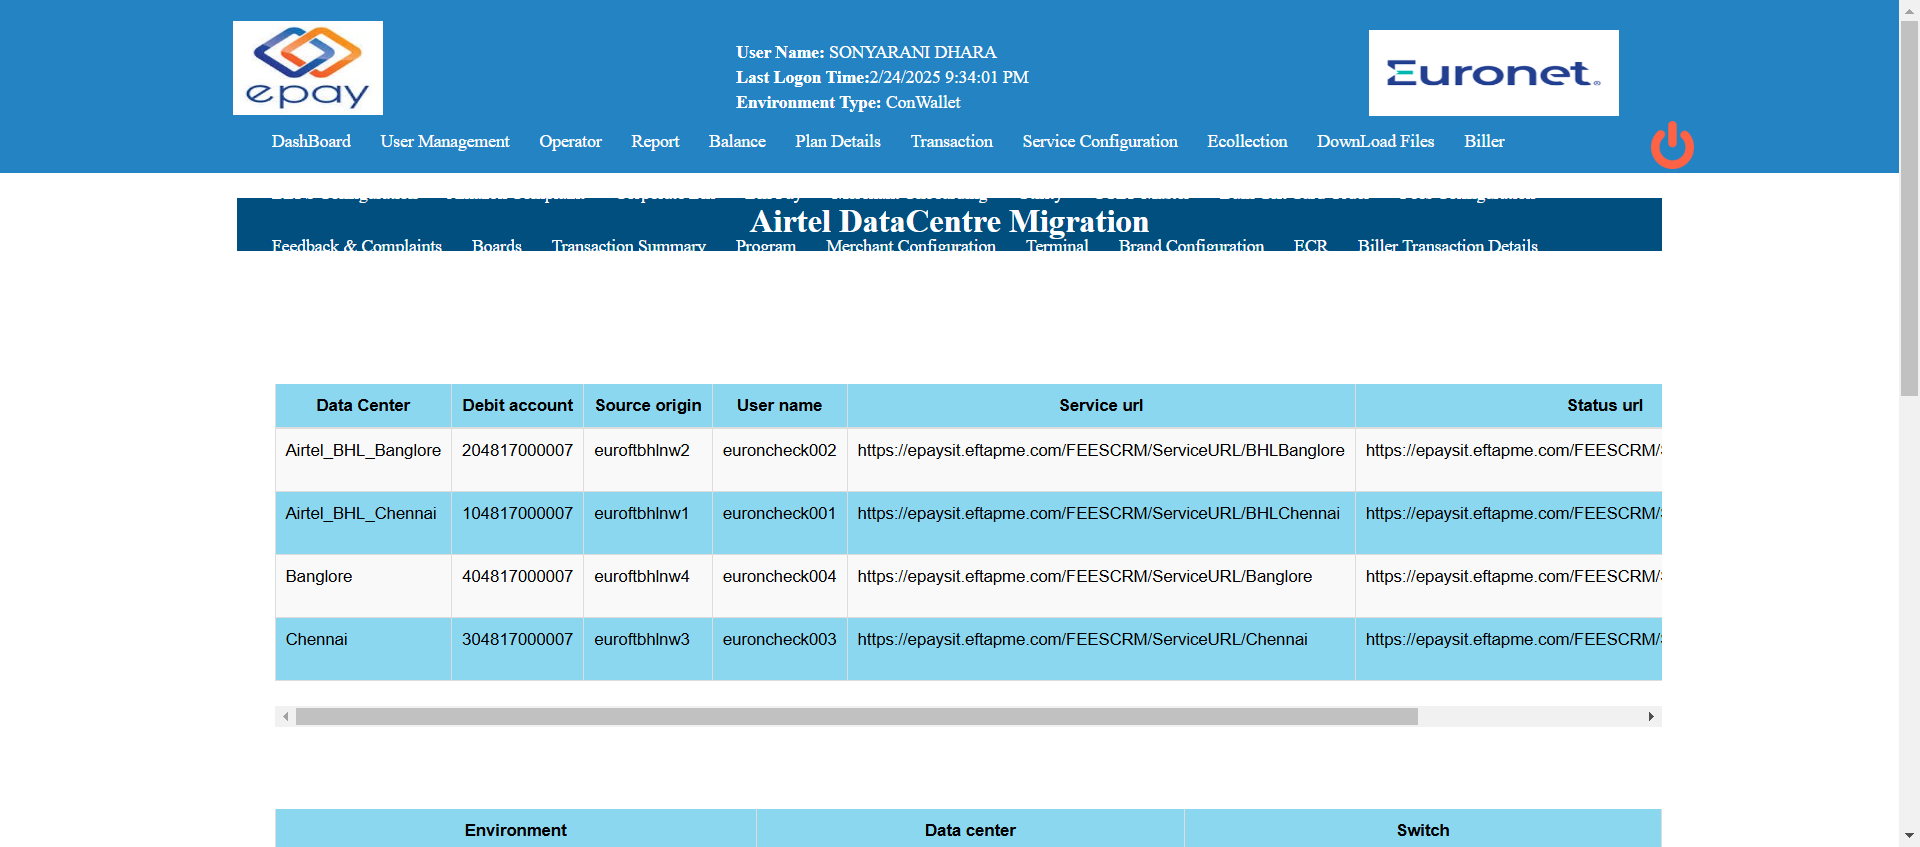 epay
User Name: SONYARANI DHARA
Last Logon Time:2/24/2025 9:34:01 PM
Environment Type: ConWallet
Euronet®
DashBoard User Management Operator Report Balance Plan Details Transaction Service Configuration Ecollection DownLoad Files Biller
Airtel DataCentre Migration
Feedback & Complaints Boards Transaction Summary Program Merchant Configuration Terminal Brand Configuration ECR Biller Transaction Details
Data Center Debit account Source origin User name Service url Status url
Airtel_BHL_Banglore 204817000007 euroftbhlnw2 euroncheck002 https://epaysit.eftapme.com/FEESCRM/ServiceURL/BHLBanglore https://epaysit.eftapme.com/FEESCRM/
Airtel_BHL_Chennai 104817000007 euroftbhlnw1 euroncheck001 https://epaysit.eftapme.com/FEESCRM/ServiceURL/BHLChennai https://epaysit.eftapme.com/FEESCRM/
Banglore 404817000007 euroftbhlnw4 euroncheck004 https://epaysit.eftapme.com/FEESCRM/ServiceURL/Banglore https://epaysit.eftapme.com/FEESCRM/
Chennai 304817000007 euroftbhlnw3 euroncheck003 https://epaysit.eftapme.com/FEESCRM/ServiceURL/Chennai https://epaysit.eftapme.com/FEESCRM/
Environment Data center Switch